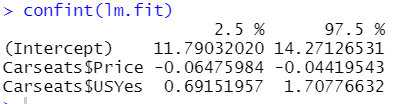 > confint(lm.fit)
2.5 % 97.5 %
(Intercept) 11.79032020 14.27126531
Carseats$Price -0.06475984 -0.04419543
Carseats$USYes 0.69151957 1.70776632
>